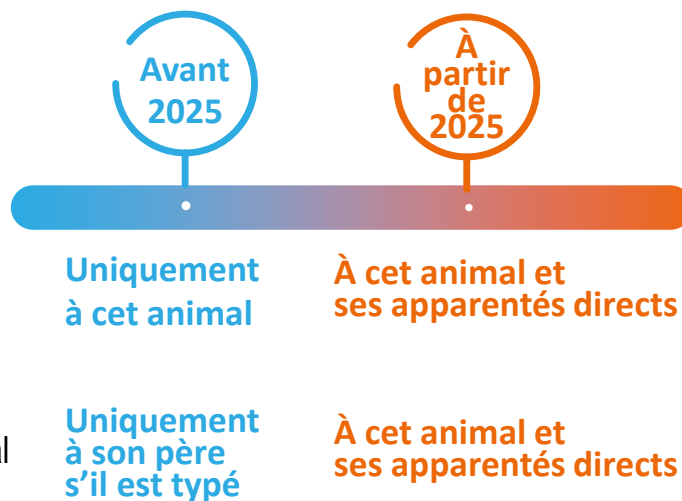 Avant
2025
À
partir
de
2025
Uniquement
à cet animal
À cet animal et
ses apparentés directs
Uniquement
à son père
s’il est typé
À cet animal et
ses apparentés directs